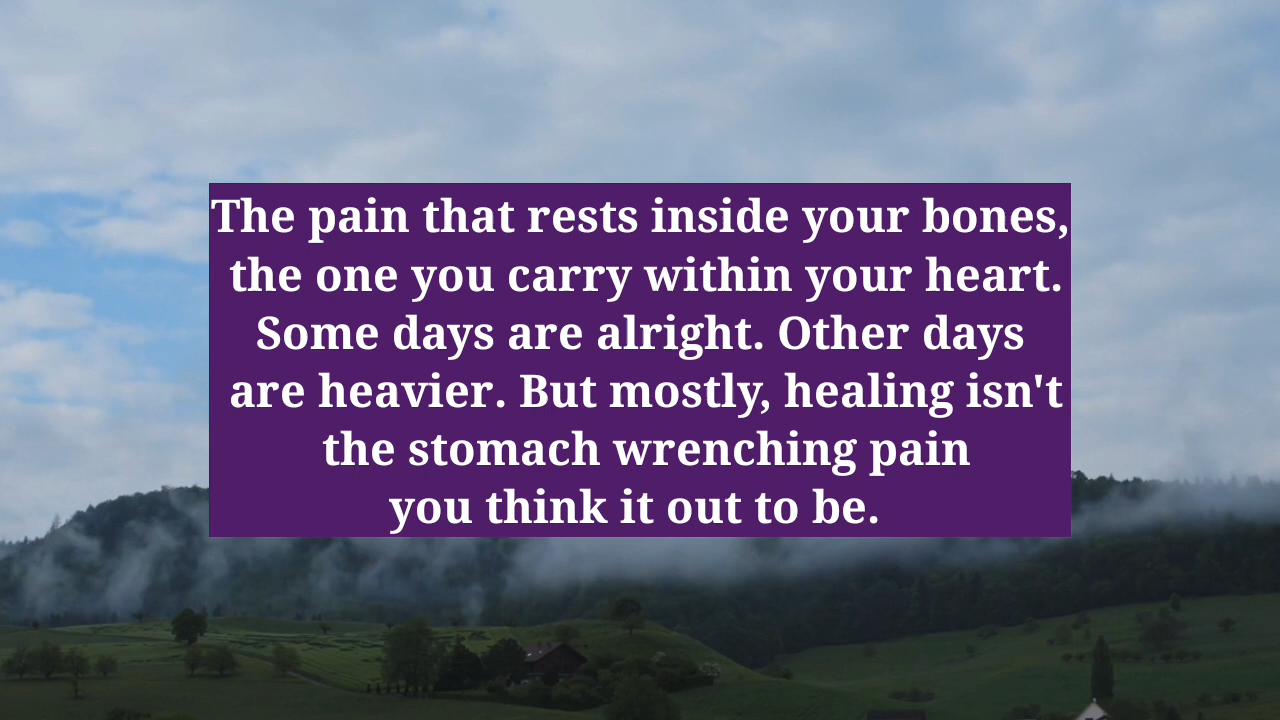 The pain that rests inside your bones,
the one you carry within your heart.
Some days are alright. Other days
are heavier. But mostly, healing isn't
the stomach wrenching pain
you think it out to be.